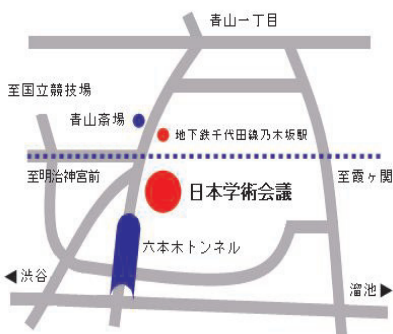 青山一丁目
至国立競技場
青山斎場
地下鉄千代田線乃木坂駅
至明治神宮前
至霞ヶ関
日本学術会議
六本木トンネル
◀渋谷
溜池▶